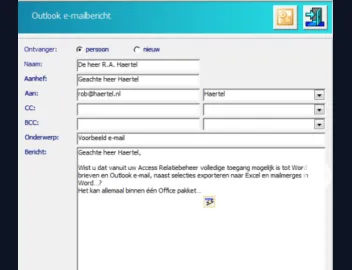 Outlook e-mailbericht
Ontvanger: persoon nieuw
Naam: De heer R.A. Haertel
Aanhef: Geachte heer Haertel
Aan: rob@haertel.nl Haertel
CC:
BCC:
Onderwerp: Voorbeeld e-mail
Bericht: Geachte heer Haertel,
Wist u dat vanuit uw Access Relatiebeheer volledige toegang mogelijk is tot Word
brieven en Outlook e-mail, naast selecties exporteren naar Excel en mailmerges in
Word...?
Het kan allemaal binnen één Office pakket...